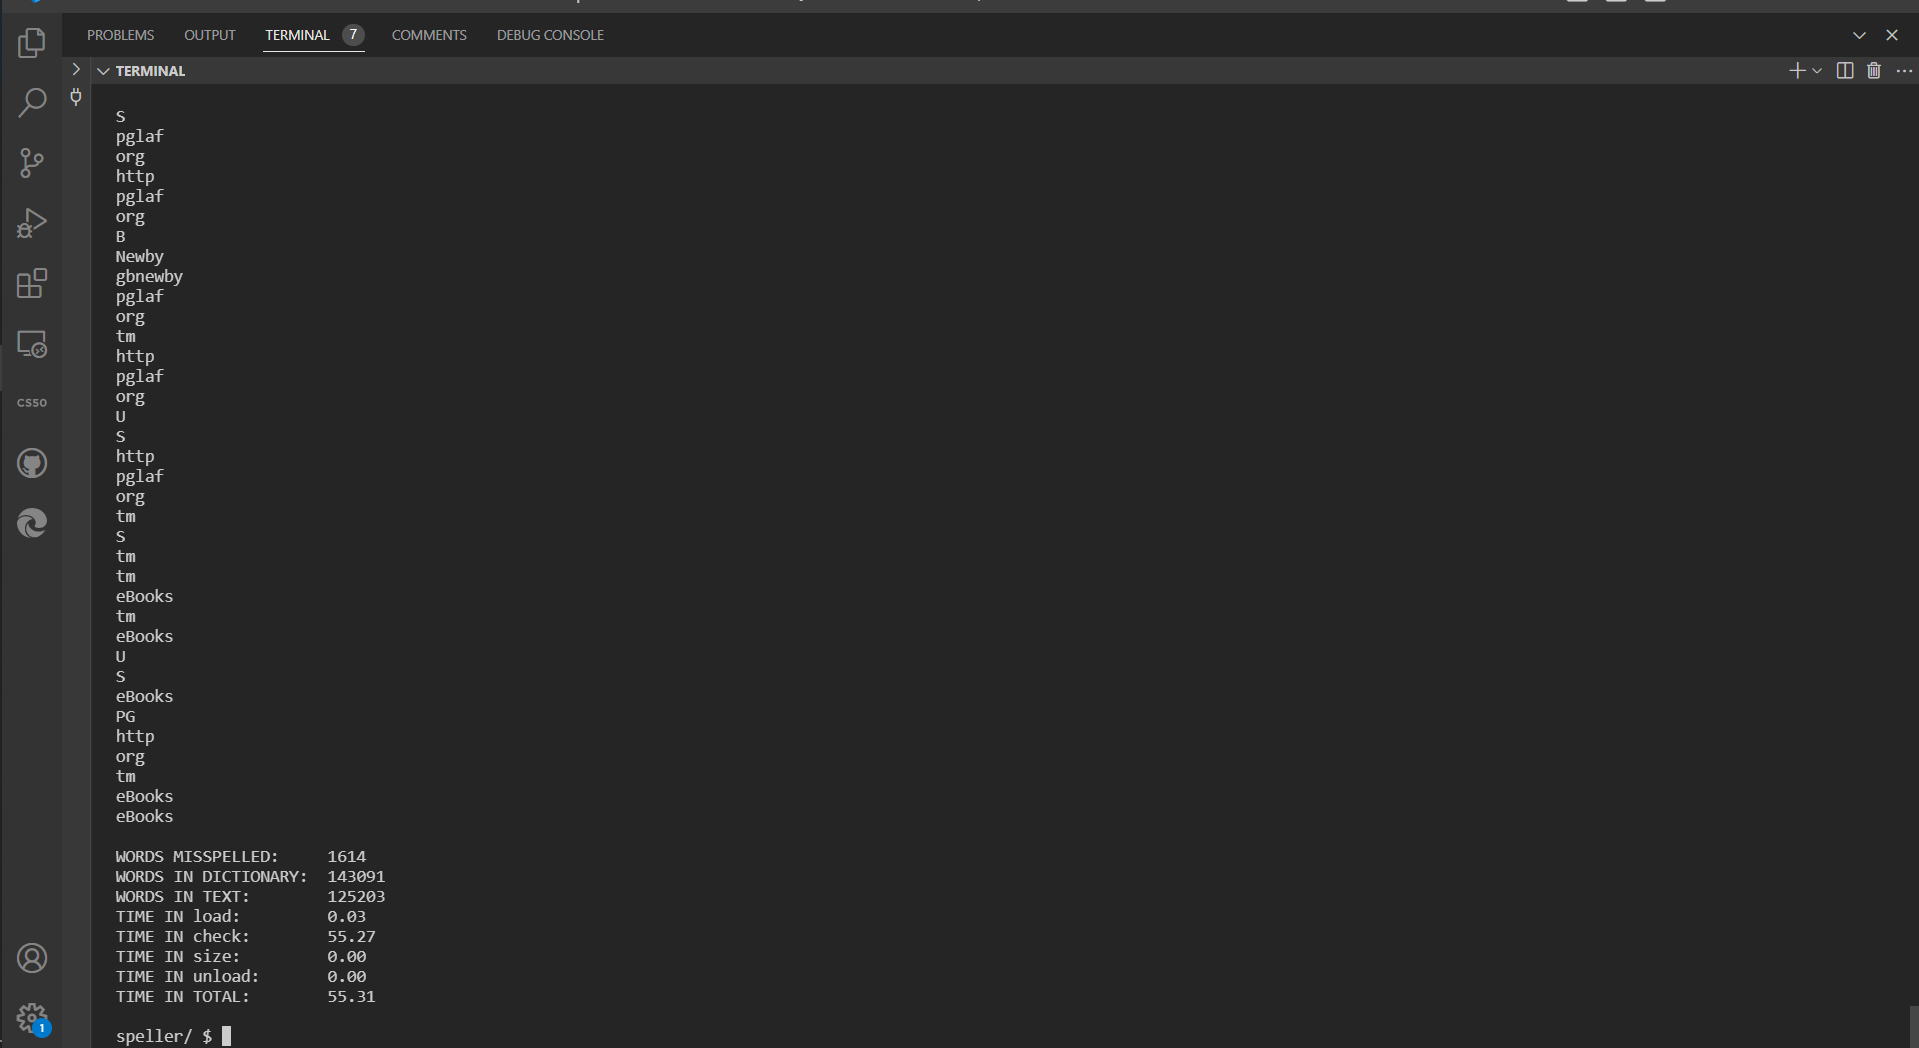 PROBLEMS OUTPUT TERMINAL 7 COMMENTS DEBUG CONSOLE
TERMINAL
S
pglaf
org
http
pglaf
org
B
Newby
gbnewby
pglaf
org
tm
http
pglaf
org
U
S
http
pglaf
org
tm
S
tm
tm
eBooks
tm
eBooks
U
S
eBooks
PG
http
org
tm
eBooks
eBooks
WORDS MISSPELLED: 1614
WORDS IN DICTIONARY: 143091
WORDS IN TEXT: 125203
TIME IN load: 0.03
TIME IN check: 55.27
TIME IN size: 0.00
TIME IN unload: 0.00
TIME IN TOTAL: 55.31
speller/ $
CS50
1